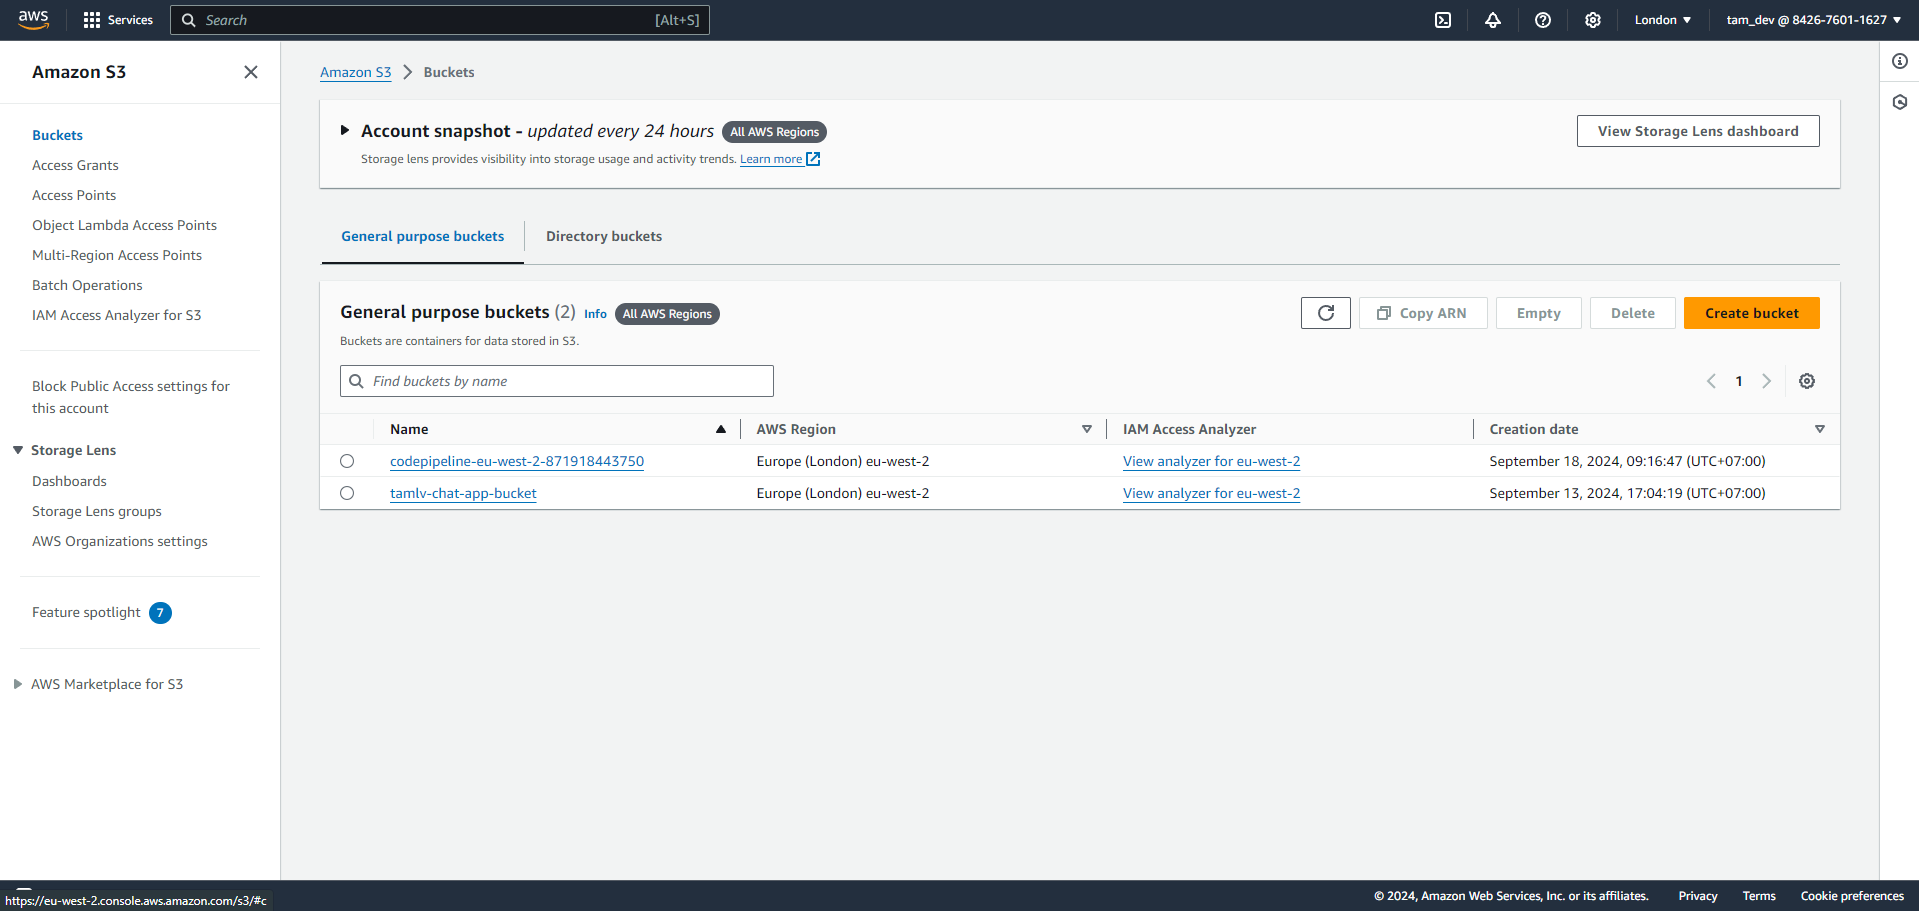 aws
Services
Search
[Alt+S]
London
tam_dev @ 8426-7601-1627
Amazon S3
Buckets
Access Grants
Access Points
Object Lambda Access Points
Multi-Region Access Points
Batch Operations
IAM Access Analyzer for S3
Block Public Access settings for
this account
Storage Lens
Dashboards
Storage Lens groups
AWS Organizations settings
Feature spotlight 7
AWS Marketplace for S3
Amazon S3 > Buckets
Account snapshot - updated every 24 hours All AWS Regions
Storage lens provides visibility into storage usage and activity trends. Learn more
View Storage Lens dashboard
General purpose buckets
Directory buckets
General purpose buckets (2) Info All AWS Regions
Buckets are containers for data stored in S3.
Copy ARN
Empty
Delete
Create bucket
Find buckets by name
1
Name AWS Region IAM Access Analyzer Creation date
codepipeline-eu-west-2-871918443750 Europe (London) eu-west-2 View analyzer for eu-west-2 September 18, 2024, 09:16:47 (UTC+07:00)
tamlv-chat-app-bucket Europe (London) eu-west-2 View analyzer for eu-west-2 September 13, 2024, 17:04:19 (UTC+07:00)
https://eu-west-2.console.aws.amazon.com/s3/#c
© 2024, Amazon Web Services, Inc. or its affiliates.
Privacy
Terms
Cookie preferences